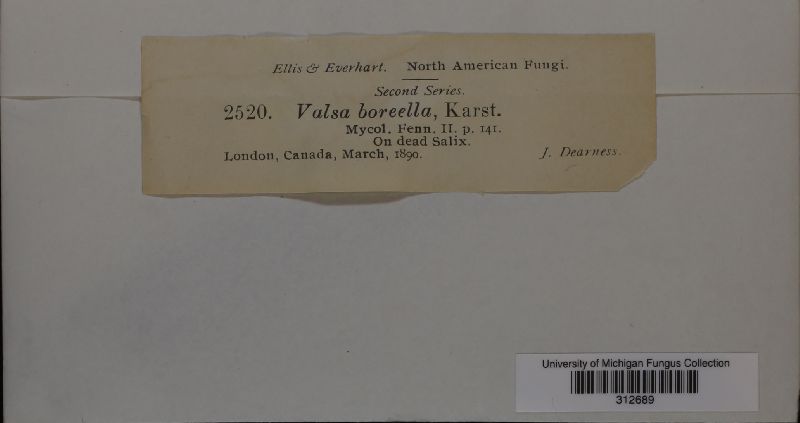 Ellis & Everhart. North American Fungi.
Second Series.
2520. Valsa boreella, Karst.
Mycol. Fenn. II. p. 141.
On dead Salix.
London, Canada, March, 1890. J. Dearness.
University of Michigan Fungus Collection
312689